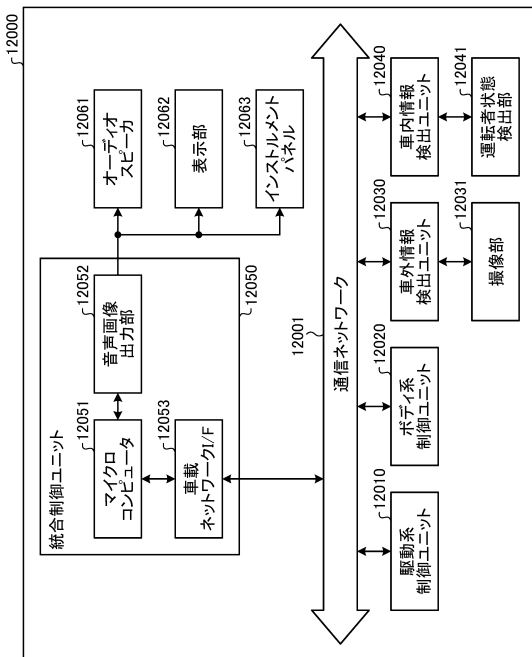 12000
統合制御ユニット
12051
マイクロ
コンピュータ
12052
音声画像
出力部
12053
車載
ネットワークI/F
12050
12061
オーディオ
スピーカ
12062
表示部
12063
インストルメント
パネル
12001
通信ネットワーク
12010
駆動系
制御ユニット
12020
ボディ系
制御ユニット
12030
車外情報
検出ユニット
12040
車内情報
検出ユニット
12031
撮像部
12041
運転者状態
検出部